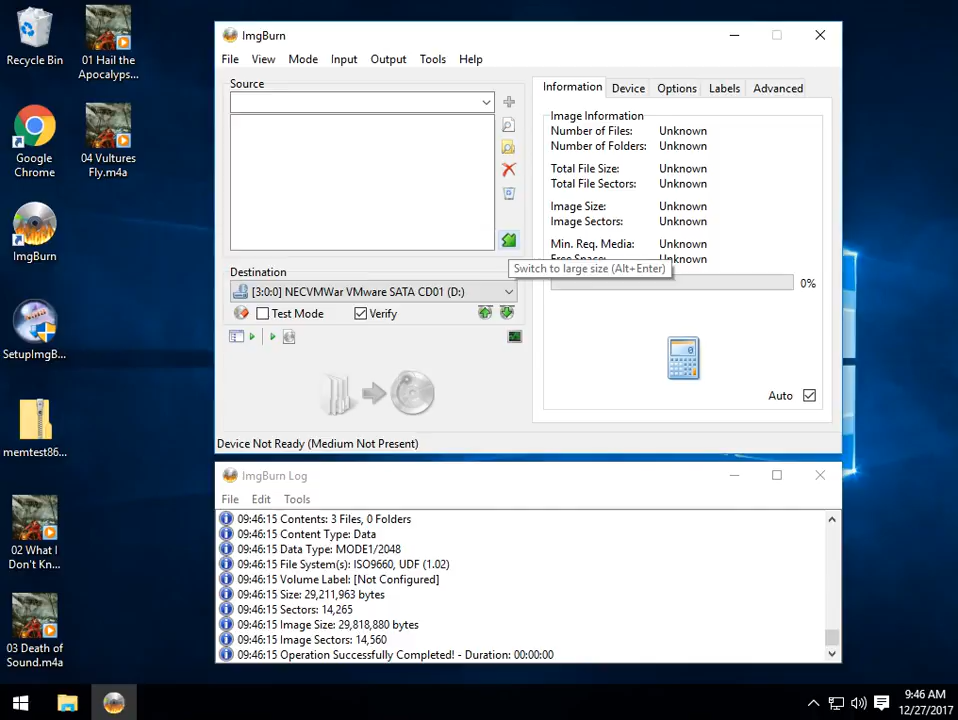 Recycle Bin
01 Hail the
Apocalyps...
Google
Chrome
04 Vultures
Fly.m4a
ImgBurn
SetupImgB...
memtest86...
02 What I
Don't Kn...
03 Death of
Sound.m4a
ImgBurn
File View Mode Input Output Tools Help
Source
Information Device Options Labels Advanced
Image Information
Number of Files: Unknown
Number of Folders: Unknown
Total File Size: Unknown
Total File Sectors: Unknown
Image Size: Unknown
Image Sectors: Unknown
Min. Req. Media: Unknown
Free Space: Unknown
Switch to large size (Alt+Enter)
0%
Auto
Destination
[3:0:0] NECVMWar VMware SATA CD01 (D:)
Test Mode Verify
Device Not Ready (Medium Not Present)
ImgBurn Log
File Edit Tools
09:46:15 Contents: 3 Files, 0 Folders
09:46:15 Content Type: Data
09:46:15 Data Type: MODE1/2048
09:46:15 File System(s): ISO9660, UDF (1.02)
09:46:15 Volume Label: [Not Configured]
09:46:15 Size: 29,211,963 bytes
09:46:15 Sectors: 14,265
09:46:15 Image Size: 29,818,880 bytes
09:46:15 Image Sectors: 14,560
09:46:15 Operation Successfully Completed! - Duration: 00:00:00
9:46 AM
12/27/2017